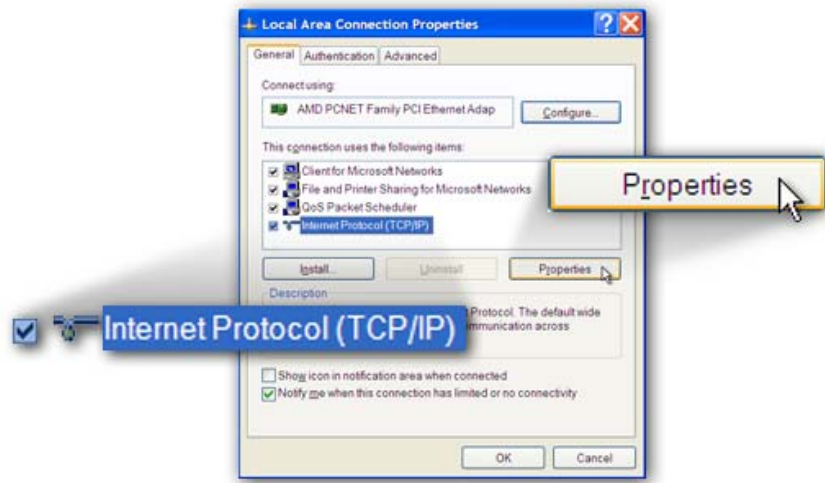 Local Area Connection Properties
General Authentication Advanced
Connect using:
AMD PCNET Family PCI Ethernet Adap
Configure...
This connection uses the following items:
Client for Microsoft Networks
File and Printer Sharing for Microsoft Networks
QoS Packet Scheduler
Internet Protocol (TCP/IP)
Properties
Install... Uninstall Properties
Description
Protocol. The default wide
across
Internet Protocol (TCP/IP)
Show icon in notification area when connected
Notify me when this connection has limited or no connectivity
OK Cancel